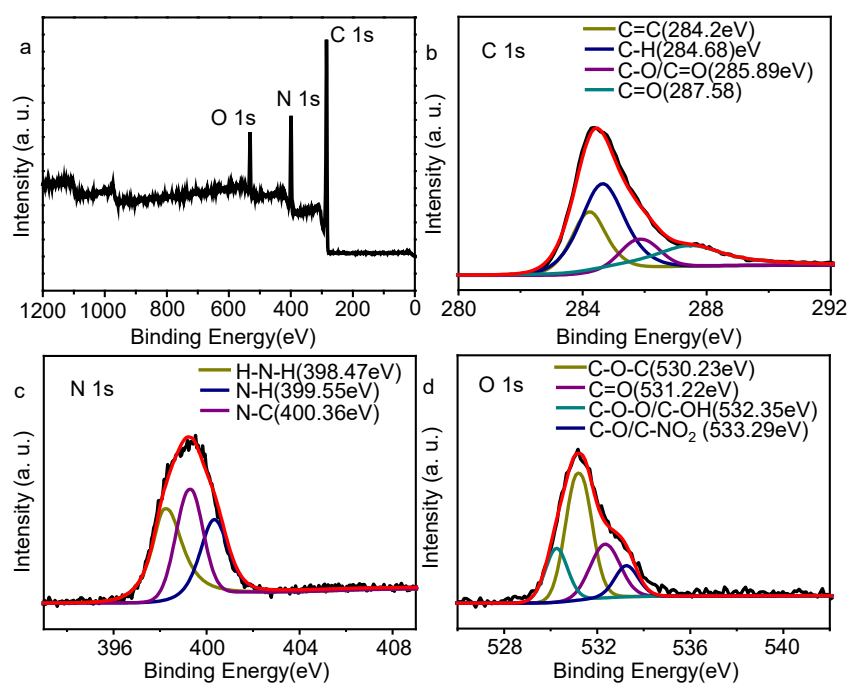 a
C 1s
N 1s
O 1s
Intensity (a. u.)
1200 1000 800 600 400 200 0
Binding Energy(eV)
b
C 1s
C=C(284.2eV)
C-H(284.68)eV
C-O/C=O(285.89eV)
C=O(287.58)
Intensity (a. u.)
280 284 288 292
Binding Energy(eV)
c
N 1s
H-N-H(398.47eV)
N-H(399.55eV)
N-C(400.36eV)
Intensity (a. u.)
396 400 404 408
Binding Energy(eV)
d
O 1s
C-O-C(530.23eV)
C=O(531.22eV)
C-O-O/C-OH(532.35eV)
C-O/C-NO₂ (533.29eV)
Intensity (a. u.)
528 532 536 540
Binding Energy(eV)